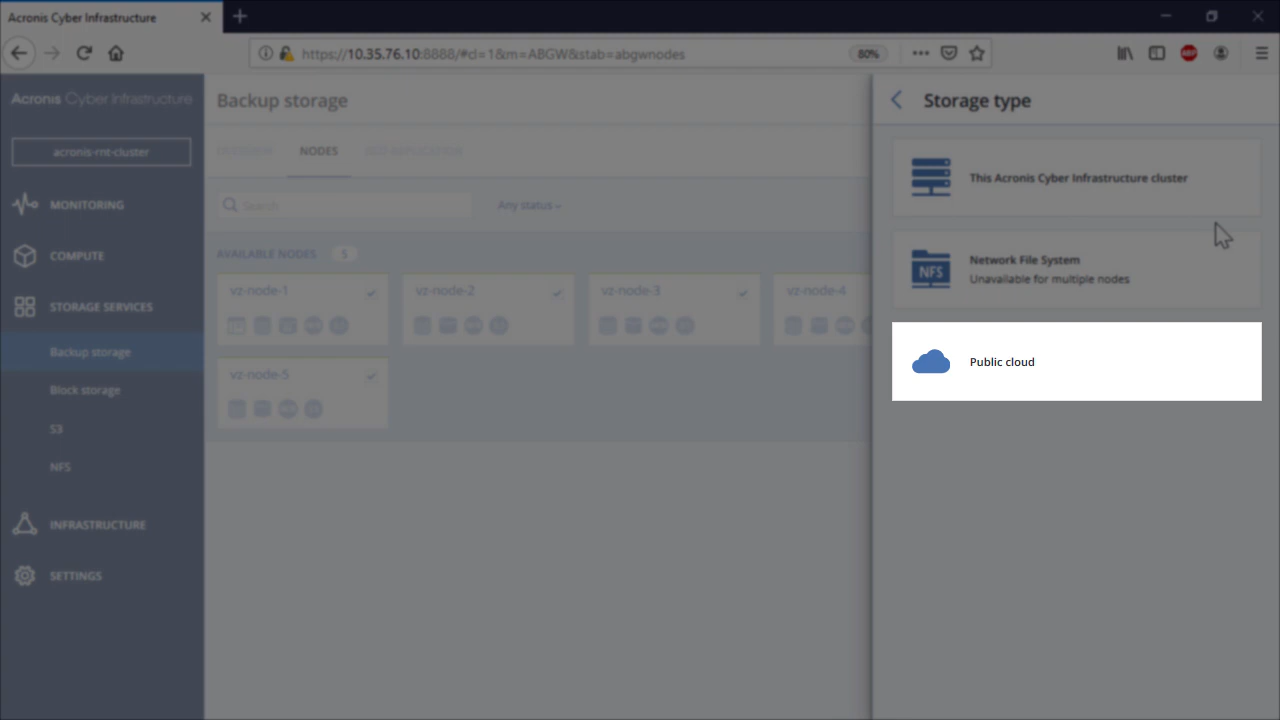 Acronis Cyber Infrastructure
https://10.35.76.10:8888/#cl=1&m=ABGW&stab=abgwnodes
80%
ABP
Acronis Cyber Infrastructure
acronis-mt-cluster
MONITORING
COMPUTE
STORAGE SERVICES
Backup storage
Block storage
S3
NFS
INFRASTRUCTURE
SETTINGS
Backup storage
OVERVIEW
NODES
Search
Any status
AVAILABLE NODES 5
vz-node-1
vz-node-2
vz-node-3
vz-node-4
vz-node-5
Storage type
This Acronis Cyber Infrastructure cluster
NFS
Network File System
Unavailable for multiple nodes
Public cloud